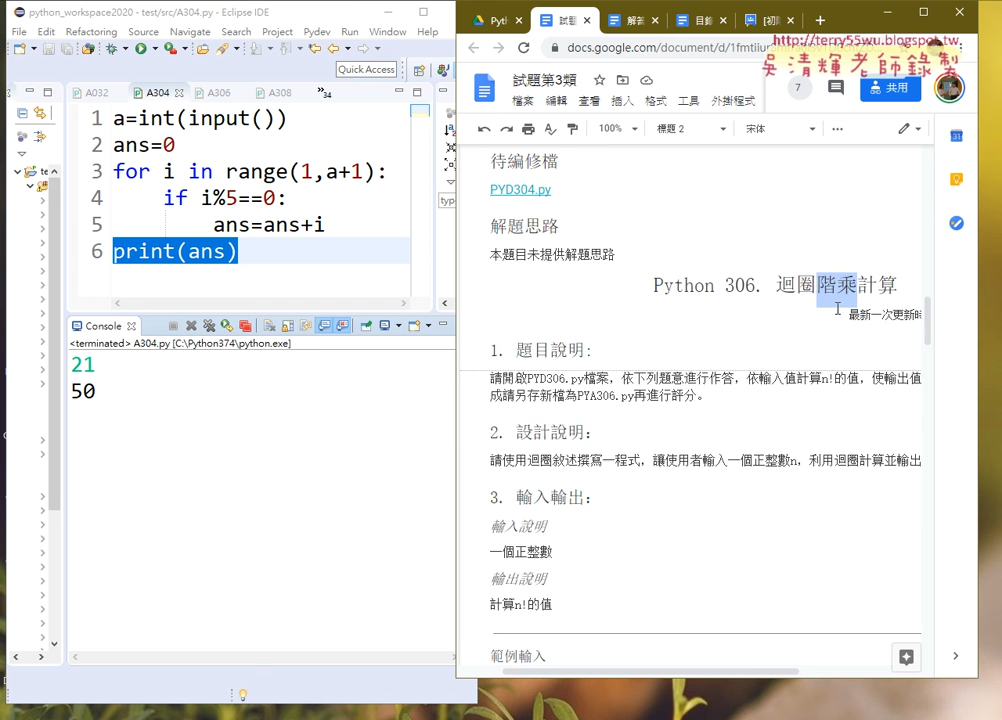 python_workspace2020 - test/src/A304.py - Eclipse IDE
File Edit Refactoring Source Navigate Search Project Pydev Run Window Help
Quick Access
A032 A304 A306 A308 34
1 a=int(input())
2 ans=0
3 for i in range(1,a+1):
4 if i%5==0:
5 ans=ans+i
6 print(ans)
Console
<terminated> A304.py [C:\Python374\python.exe]
21
50
docs.google.com/document/d/1fmtiiur
http://terry55wu.blogspot.tw
吳清輝老師錄製
試題第3類
檔案 編輯 查看 插入 格式 工具 外掛程式
7
共用
100% 標題 2 宋体
待編修檔
PYD304.py
解題思路
本題目未提供解題思路
Python 306. 迴圈階乘計算
最新一次更新時
1. 題目說明:
請開啟PYD306.py檔案，依下列題意進行作答，依輸入值計算n!的值，使輸出值
成請另存新檔為PYA306.py再進行評分。
2. 設計說明:
請使用迴圈敘述撰寫一程式，讓使用者輸入一個正整數n，利用迴圈計算並輸出
3. 輸入輸出:
輸入說明
一個正整數
輸出說明
計算n!的值
範例輸入